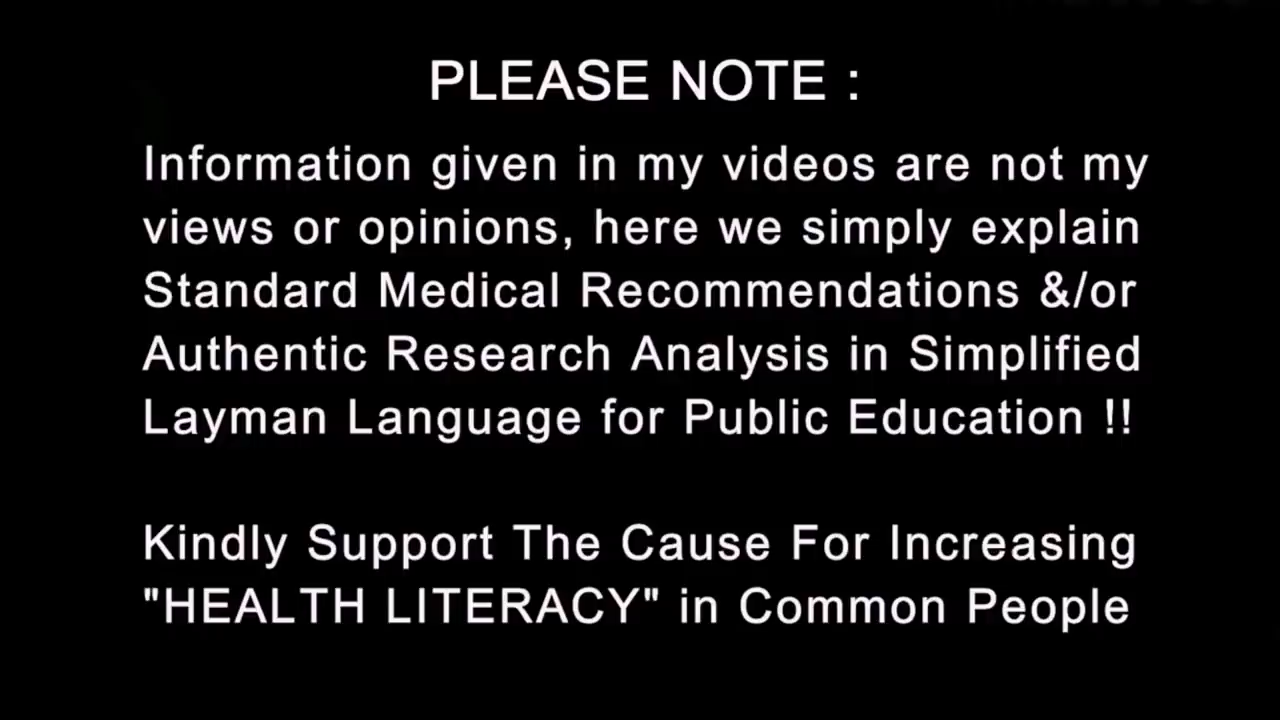 PLEASE NOTE :
Information given in my videos are not my
views or opinions, here we simply explain
Standard Medical Recommendations &/or
Authentic Research Analysis in Simplified
Layman Language for Public Education !!
Kindly Support The Cause For Increasing
"HEALTH LITERACY" in Common People